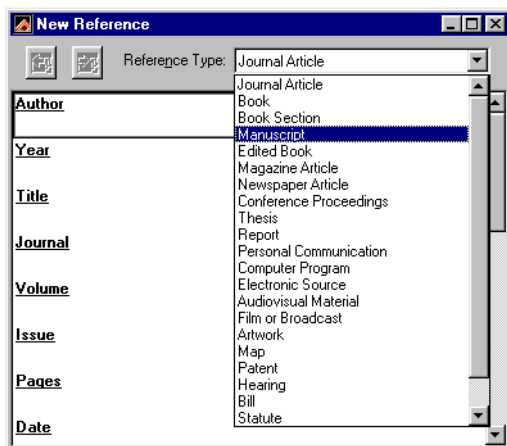 New Reference
Reference Type: Journal Article
Journal Article
Book
Book Section
Manuscript
Edited Book
Magazine Article
Newspaper Article
Conference Proceedings
Thesis
Report
Personal Communication
Computer Program
Electronic Source
Audiovisual Material
Film or Broadcast
Artwork
Map
Patent
Hearing
Bill
Statute
Author
Year
Title
Journal
Volume
Issue
Pages
Date